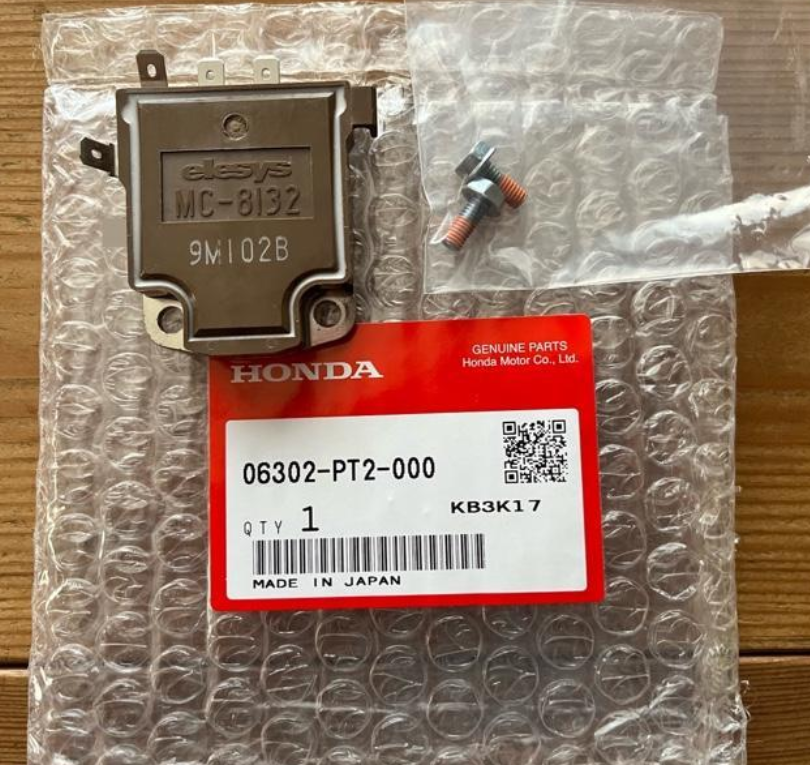 elesys
MC-8132
9M102B
HONDA
GENUINE PARTS
Honda Motor Co., Ltd.
06302-PT2-000
QTY 1
KB3K17
MADE IN JAPAN